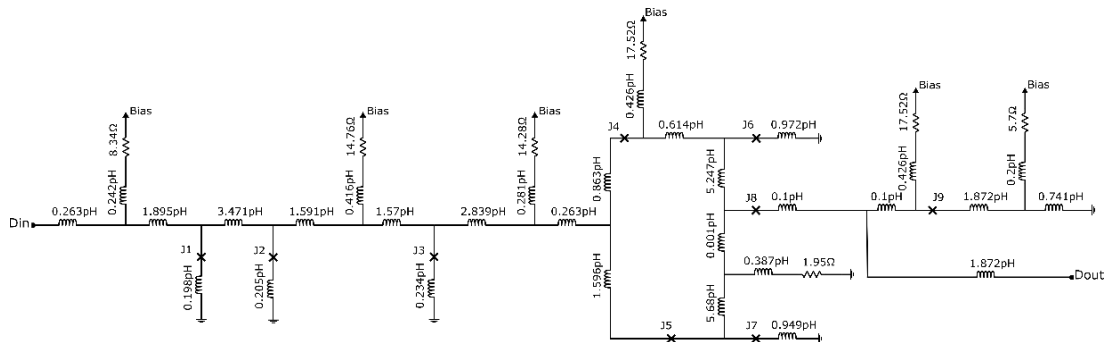 Bias
17.52Ω
0.426pH
J4
0.614pH
J6
0.972pH
Bias
8.34Ω
0.242pH
Bias
14.76Ω
0.416pH
Bias
14.28Ω
0.281pH
0.863pH
5.247pH
Bias
17.52Ω
0.426pH
Bias
5.7Ω
0.2pH
Din
0.263pH
1.895pH
3.471pH
1.591pH
1.57pH
2.839pH
0.263pH
J8
0.1pH
0.1pH
J9
1.872pH
0.741pH
J1
0.198pH
J2
0.205pH
J3
0.234pH
1.596pH
0.001pH
0.387pH
1.95Ω
1.872pH
Dout
5.68pH
J5
J7
0.949pH